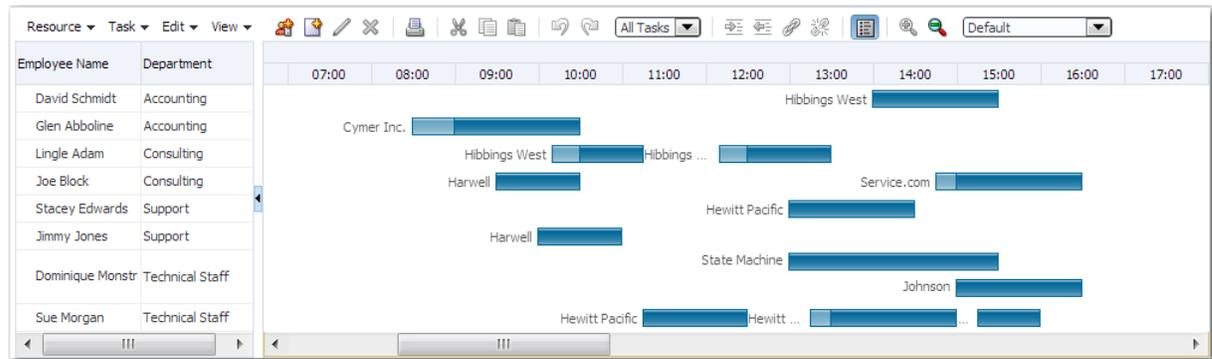 Resource Task Edit View All Tasks Default
Employee Name Department
07:00 08:00 09:00 10:00 11:00 12:00 13:00 14:00 15:00 16:00 17:00
David Schmidt Accounting Hibbings West
Glen Abboline Accounting Cymer Inc.
Lingle Adam Consulting Hibbings West Hibbings ...
Joe Block Consulting Harwell Service.com
Stacey Edwards Support Hewitt Pacific
Jimmy Jones Support Harwell
State Machine
Dominique Monstr Technical Staff
Johnson
Sue Morgan Technical Staff Hewitt Pacific Hewitt ... ...